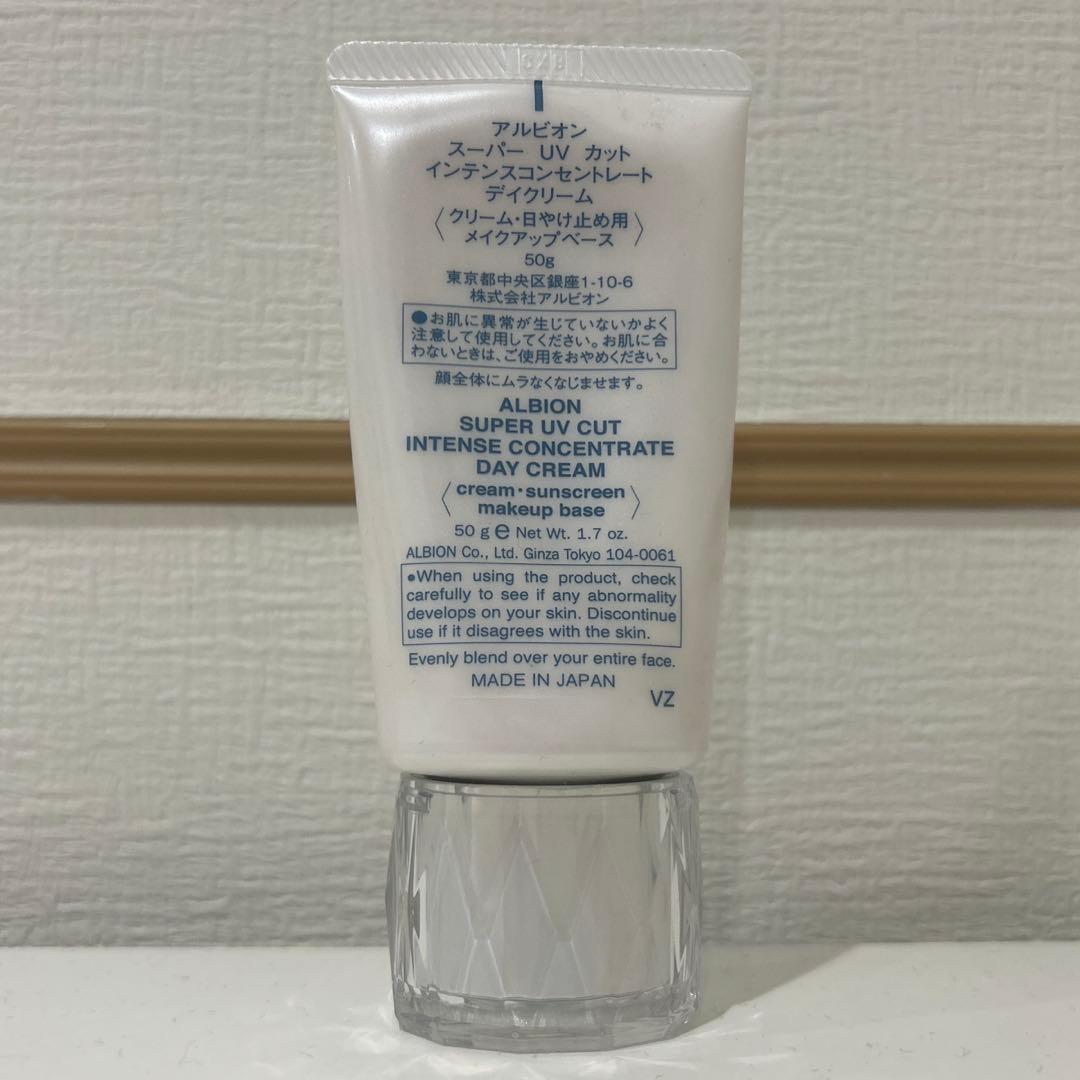 アルビオン
スーパー UV カット
インテンスコンセントレート
デイクリーム
〈クリーム・日やけ止め用
メイクアップベース〉
50g
東京都中央区銀座1-10-6
株式会社アルビオン
●お肌に異常が生じていないかよく
注意して使用してください。お肌に合
わないときは、ご使用をおやめください。
顔全体にムラなくなじませます。
ALBION
SUPER UV CUT
INTENSE CONCENTRATE
DAY CREAM
〈cream・sunscreen
makeup base〉
50 g ℮ Net Wt. 1.7 oz.
ALBION Co., Ltd. Ginza Tokyo 104-0061
●When using the product, check
carefully to see if any abnormality
develops on your skin. Discontinue
use if it disagrees with the skin.
Evenly blend over your entire face.
MADE IN JAPAN
VZ